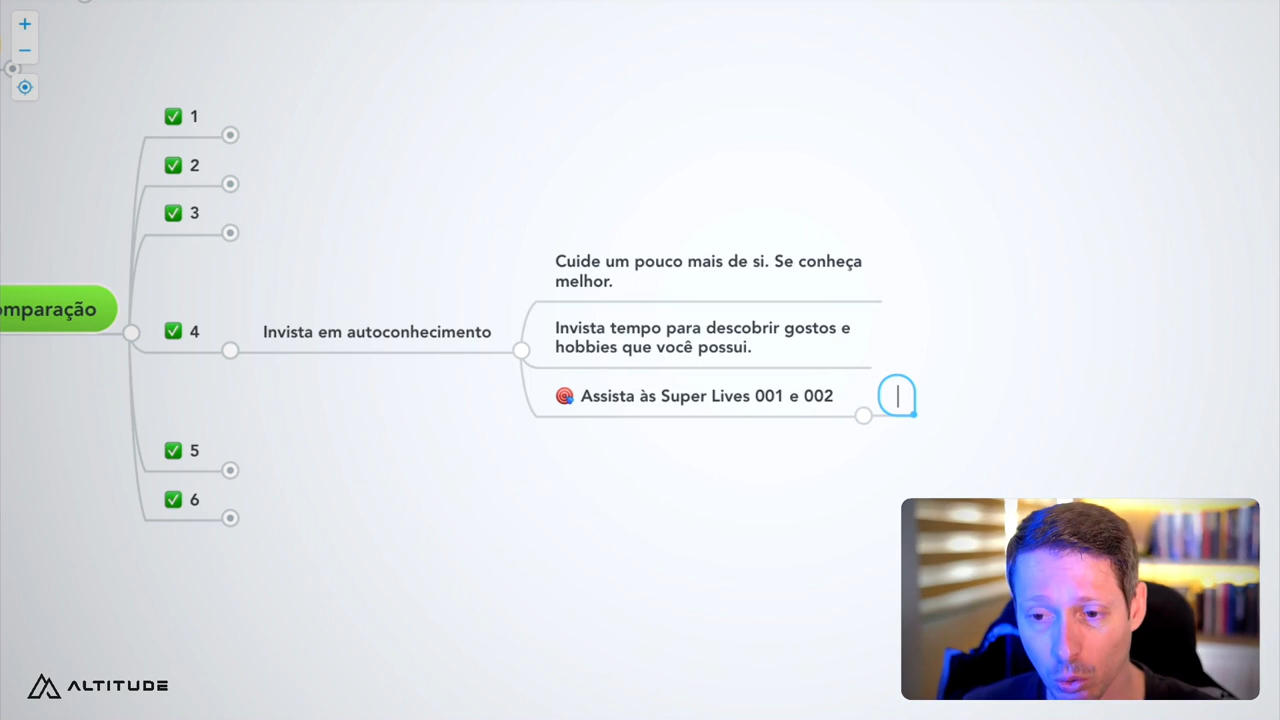 +
−
✅ 1
✅ 2
✅ 3
omparação
✅ 4
Invista em autoconhecimento
Cuide um pouco mais de si. Se conheça
melhor.
Invista tempo para descobrir gostos e
hobbies que você possui.
🎯 Assista às Super Lives 001 e 002
✅ 5
✅ 6
ALTITUDE